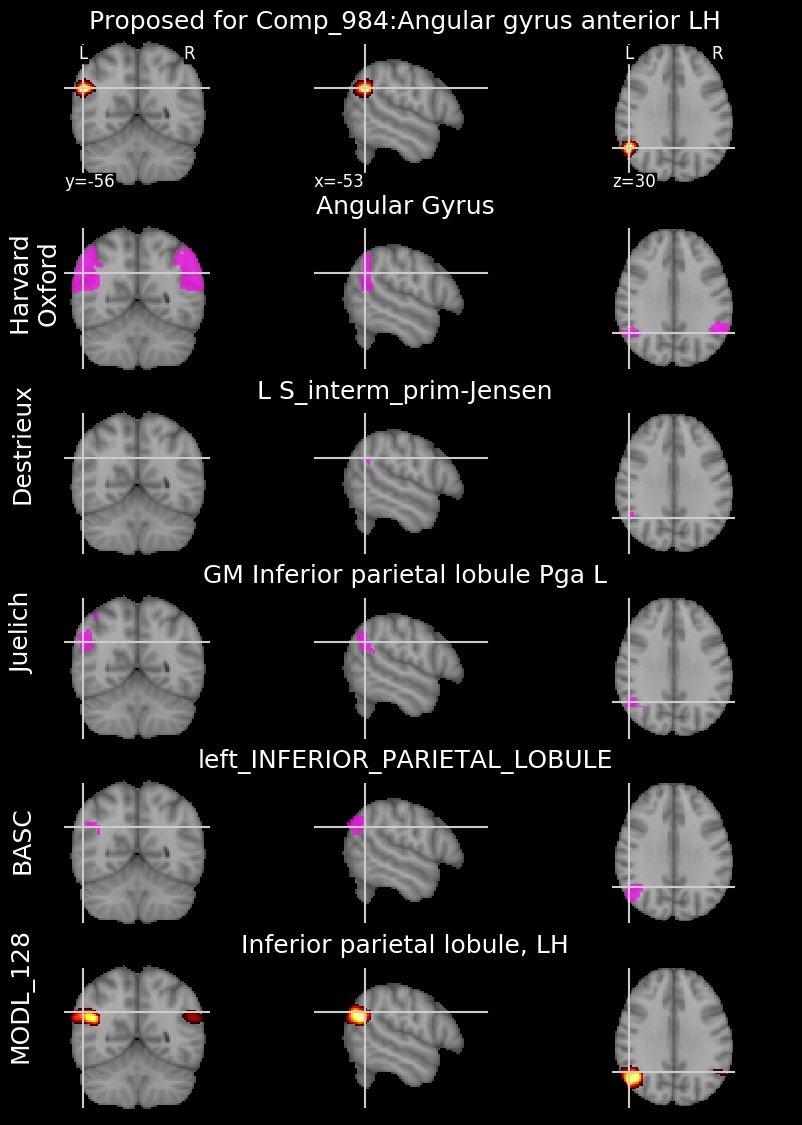 Proposed for Comp_984:Angular gyrus anterior LH
L R L R
y=-56 x=-53 z=30
Angular Gyrus
Harvard
Oxford
L S_interm_prim-Jensen
Destrieux
GM Inferior parietal lobule Pga L
Juelich
left_INFERIOR_PARIETAL_LOBULE
BASC
Inferior parietal lobule, LH
MODL_128